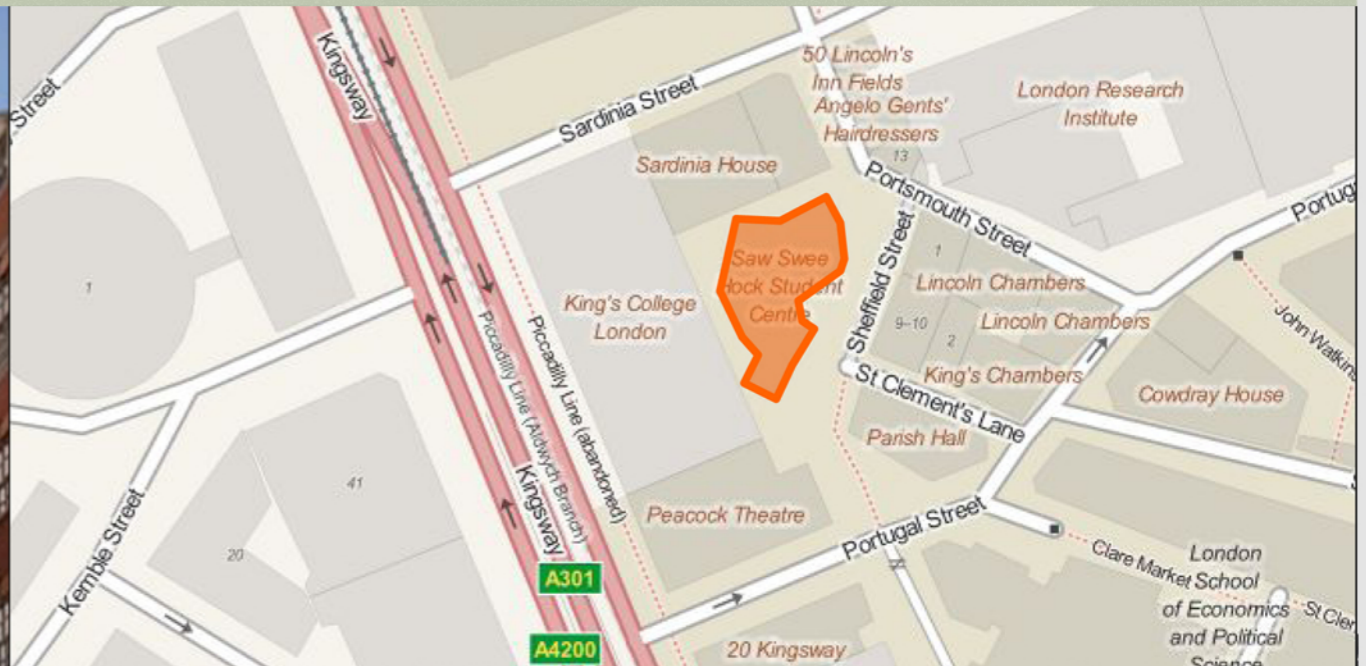 Street
Kingsway
Sardinia Street
50 Lincoln's
Inn Fields
Angelo Gents'
Hairdressers
London Research
Institute
Sardinia House
13
Portsmouth Street
Portug
Saw Swee
Hock Student
Centre
Sheffield Street
1
Lincoln Chambers
1
King's College
London
Lincoln Chambers
9-10
2
King's Chambers
John Watkins
Piccadilly Line (Aldwych Branch)
Piccadilly Line (abandoned)
St Clement's Lane
Cowdray House
Parish Hall
41
Kingsway
Peacock Theatre
Portugal Street
20
Kemble Street
Clare Market
London
School
of Economics
and Political
Science
St Cler
A301
A4200
20 Kingsway